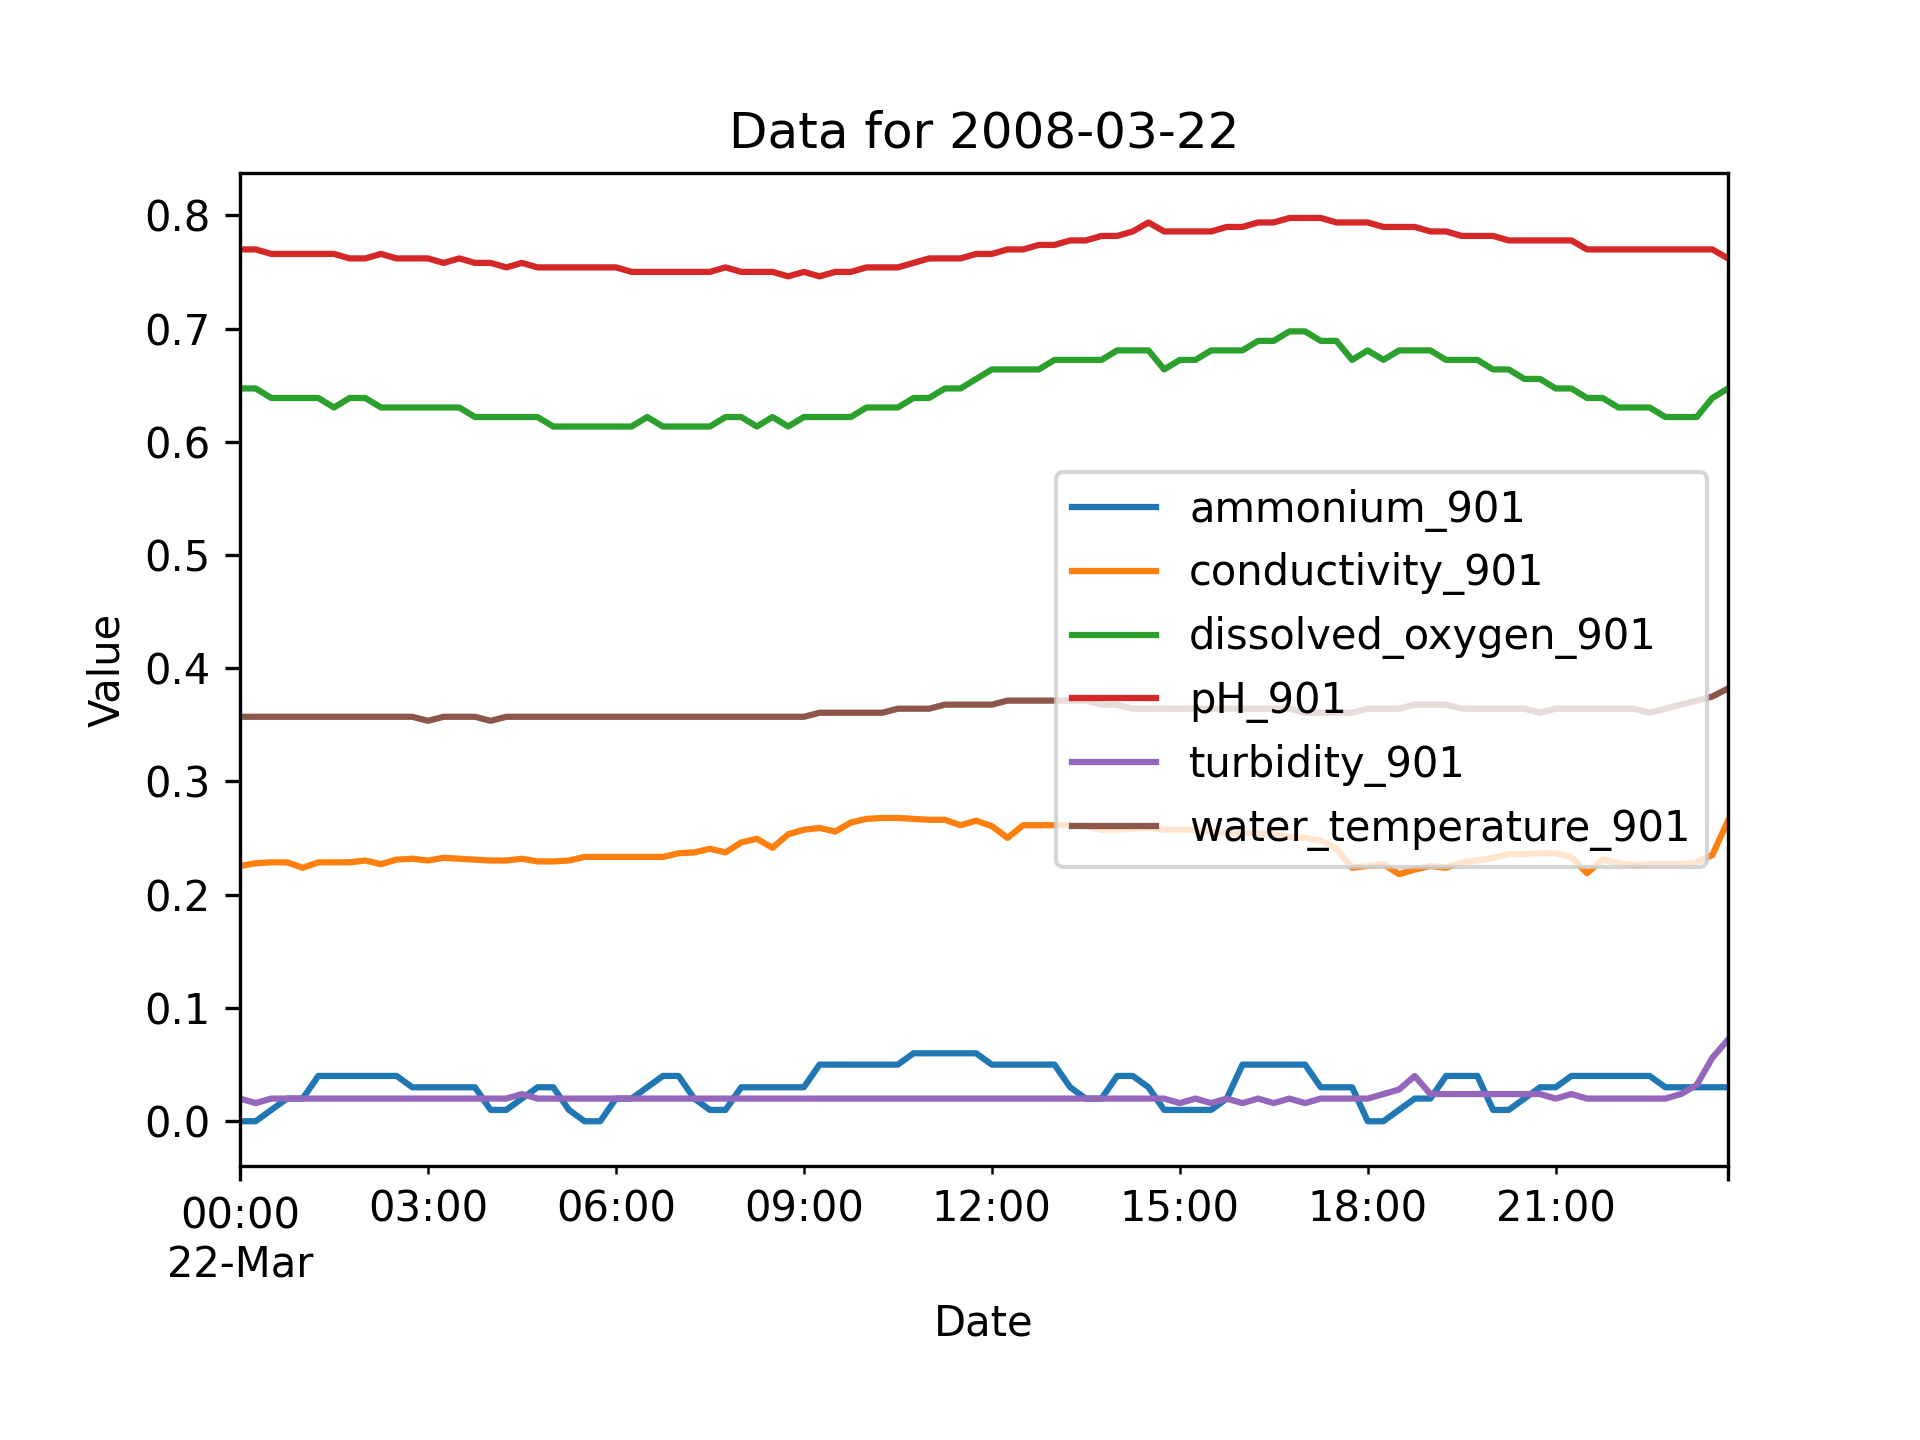 Data for 2008-03-22
0.8
0.7
0.6
0.5
0.4
0.3
0.2
0.1
0.0
Value
ammonium_901
conductivity_901
dissolved_oxygen_901
pH_901
turbidity_901
water_temperature_901
00:00 03:00 06:00 09:00 12:00 15:00 18:00 21:00
22-Mar
Date